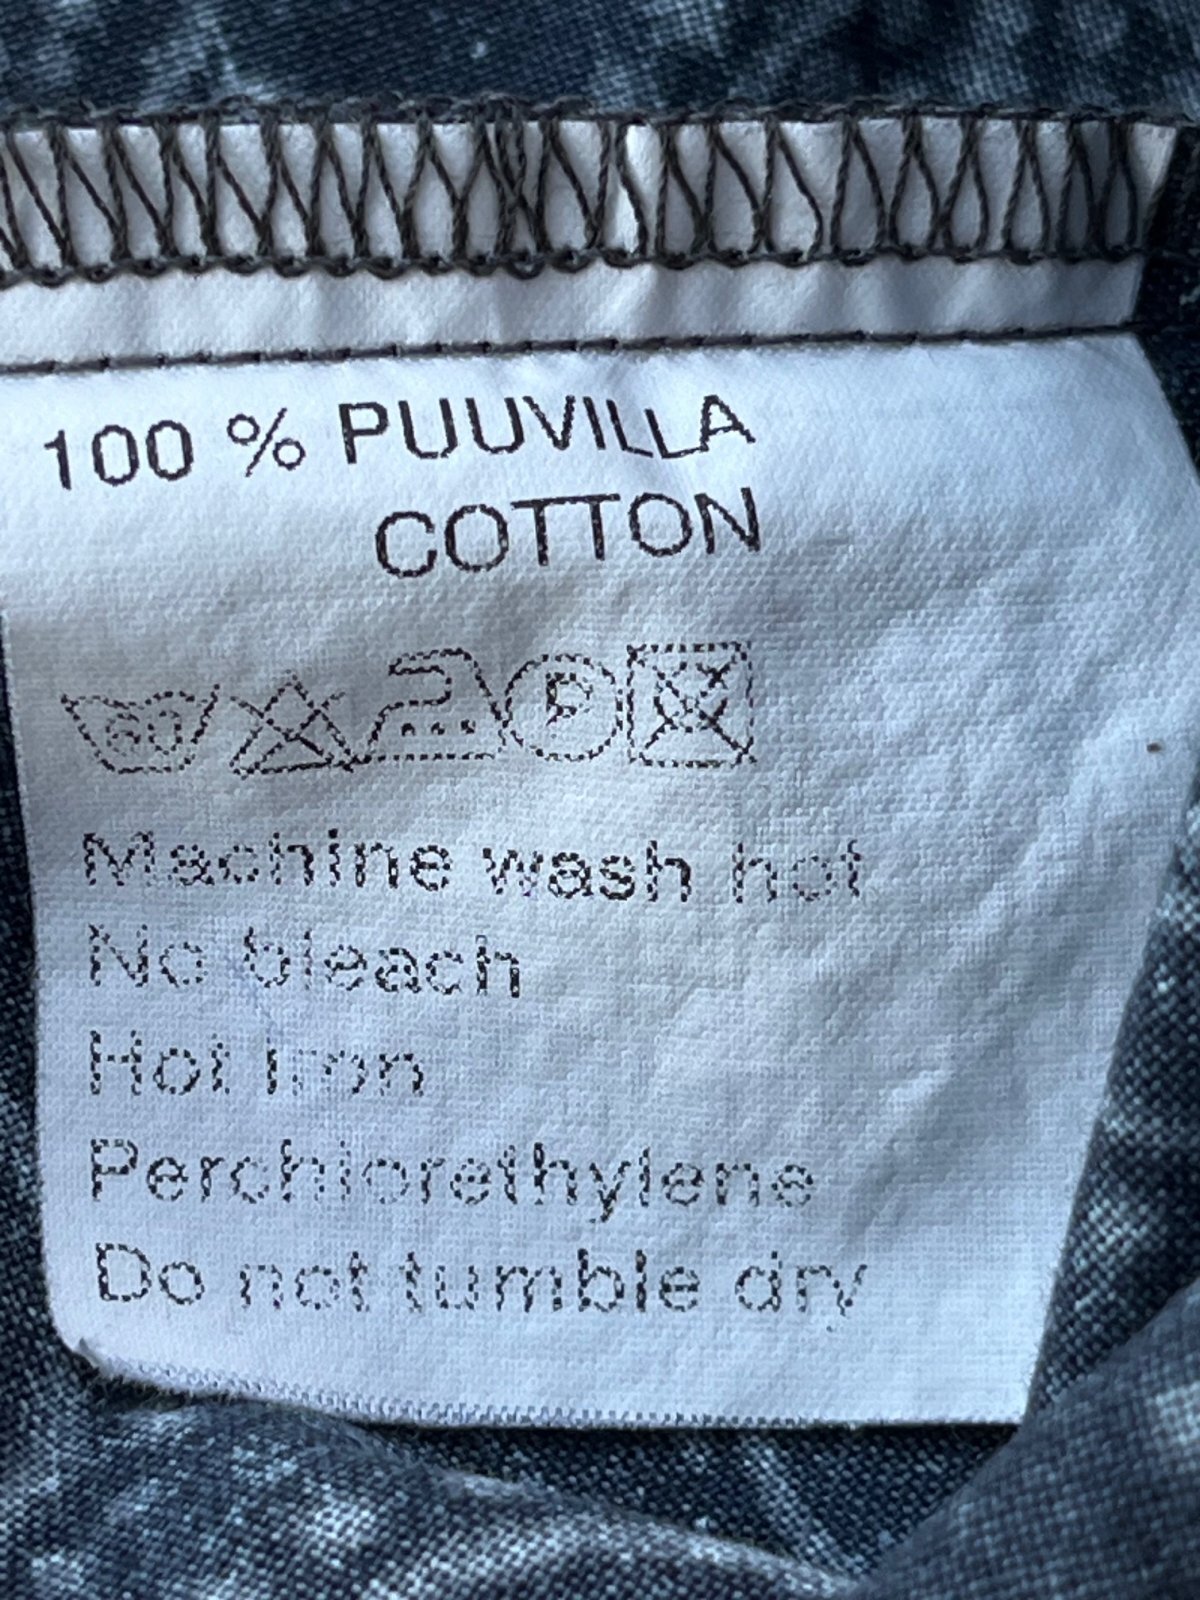 100 % PUUVILLA
COTTON
60 P
Machine wash hot
No bleach
Hot Iron
Perchlorethylene
Do not tumble dry